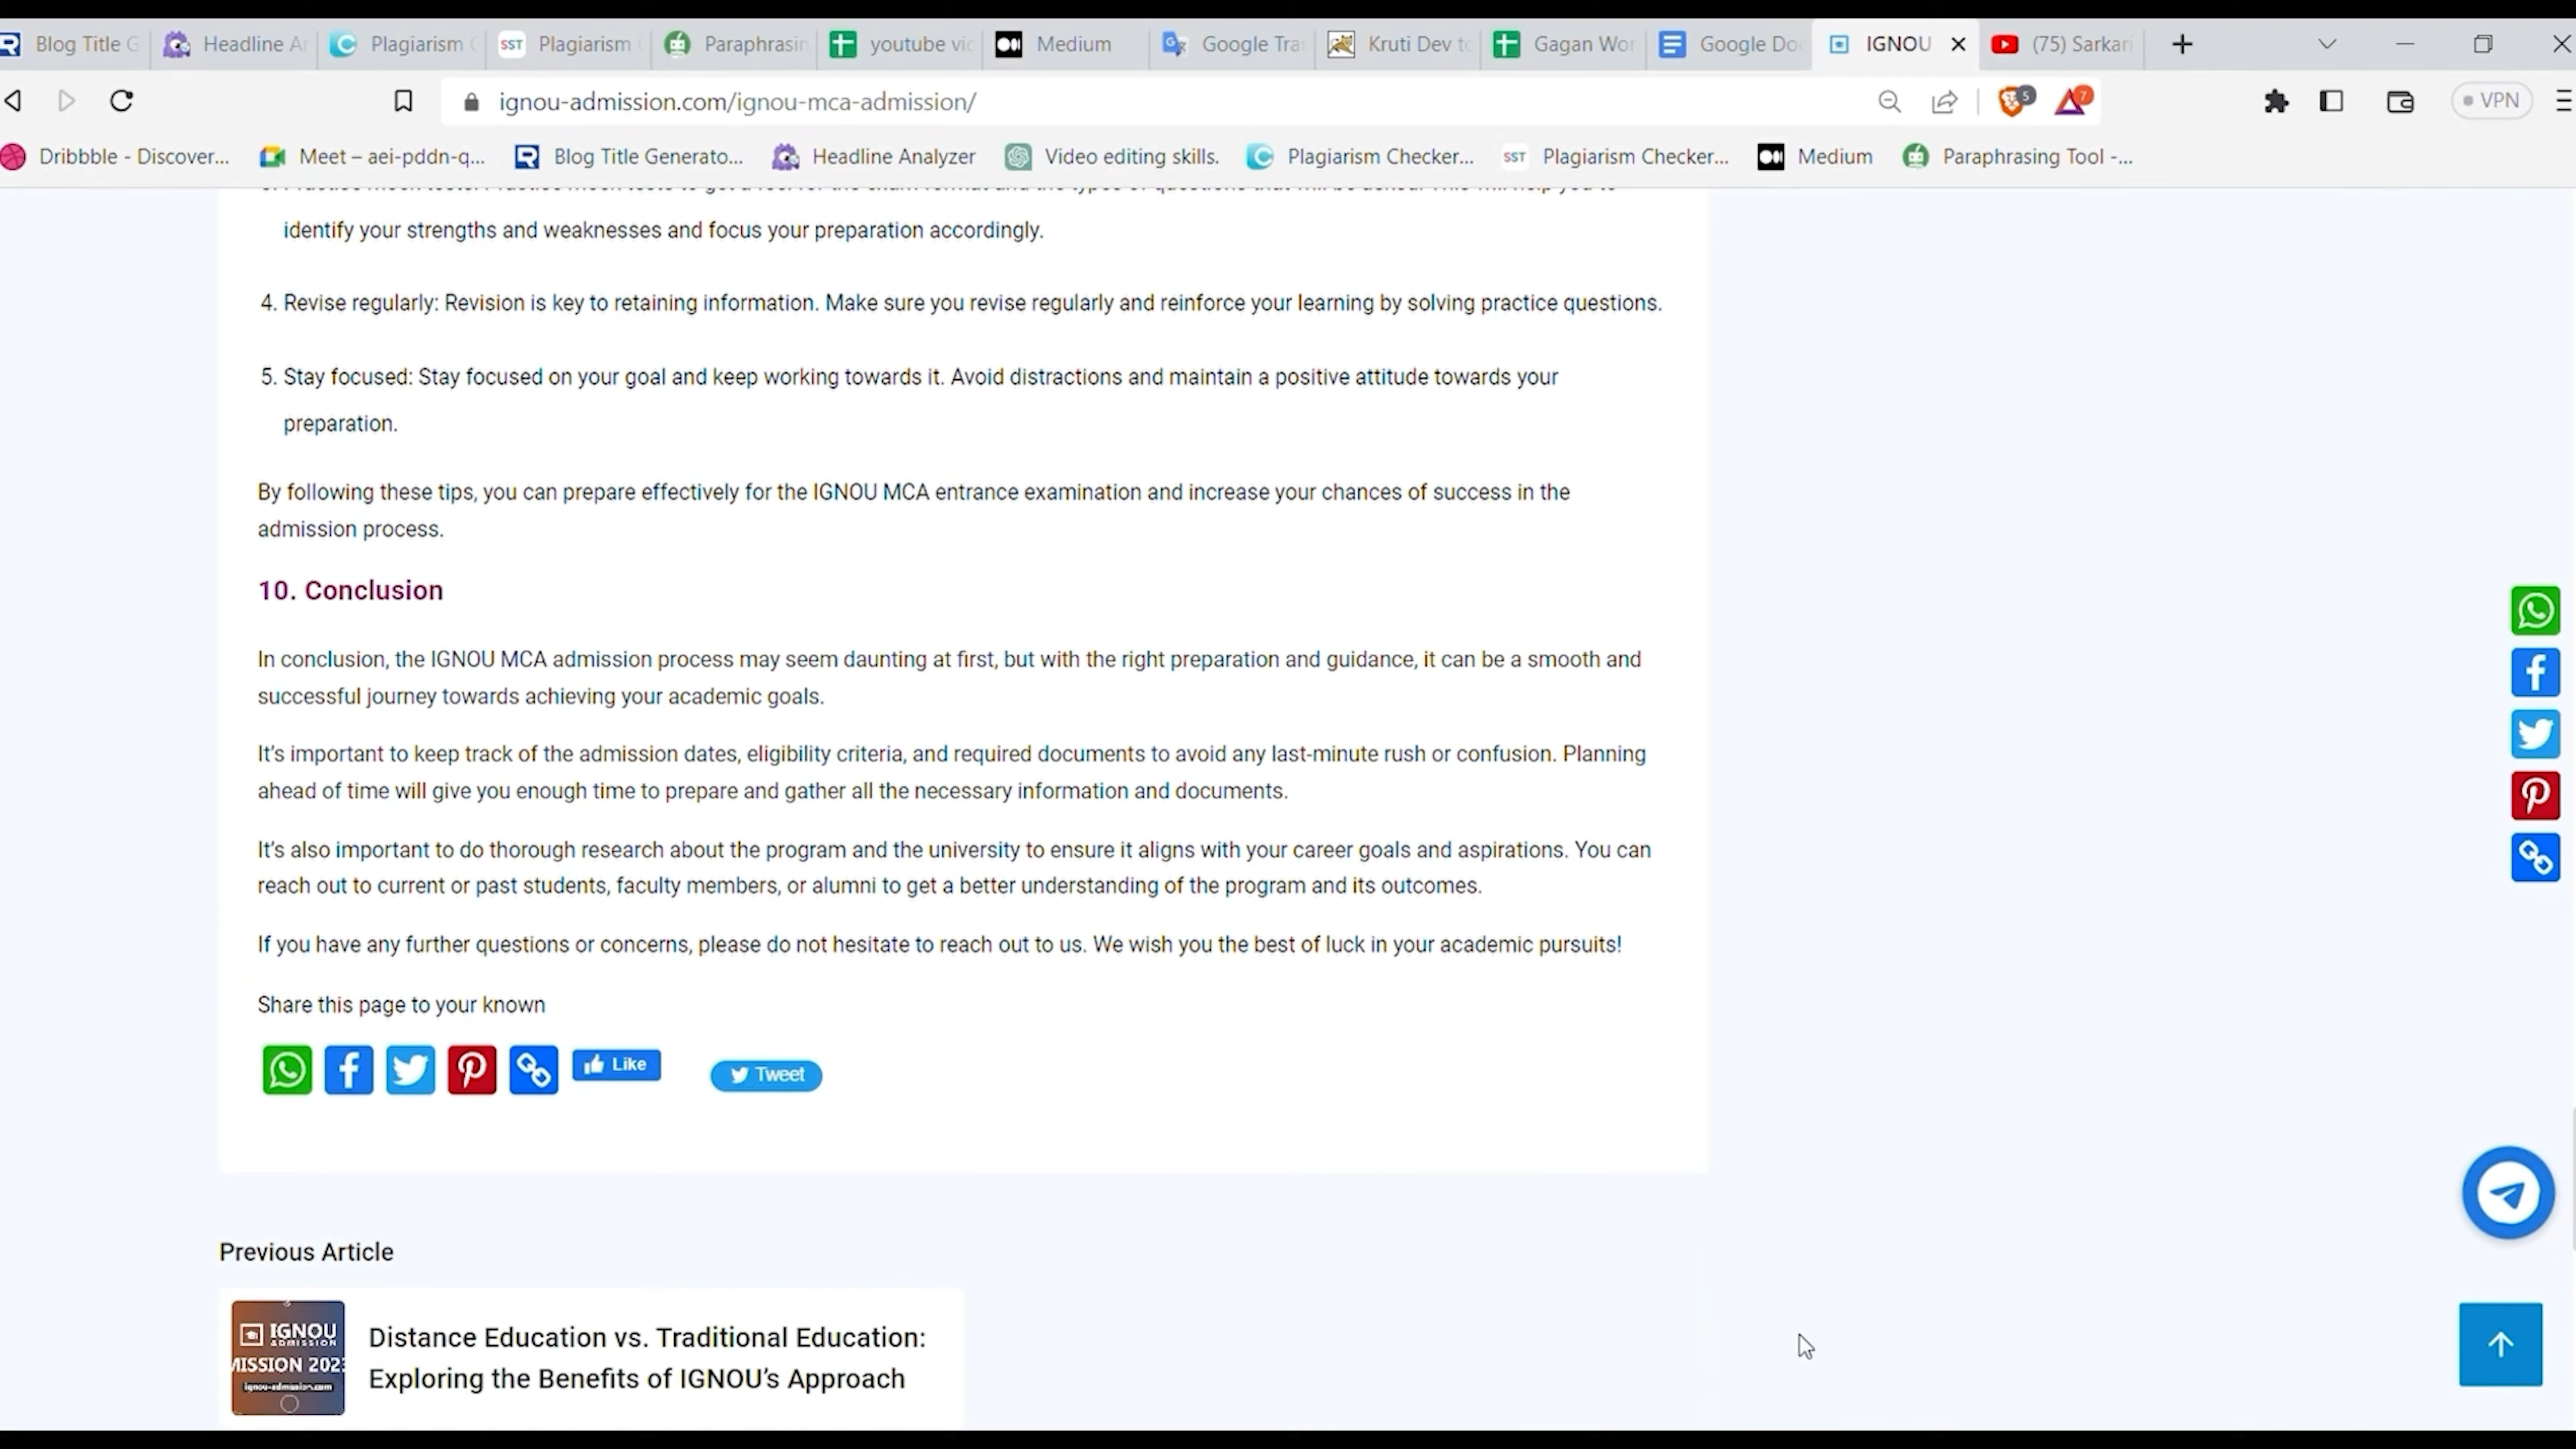 Blog Title G
Headline An
Plagiarism C
SST Plagiarism
Paraphrasin
youtube vid
Medium
Google Tra
Kruti Dev to
Gagan Wor
Google Do
IGNOU
(75) Sarkari
ignou-admission.com/ignou-mca-admission/
5
7
VPN
Dribbble - Discover...
Meet – aei-pddn-q...
Blog Title Generato...
Headline Analyzer
Video editing skills.
Plagiarism Checker...
SST Plagiarism Checker...
Medium
Paraphrasing Tool -...
identify your strengths and weaknesses and focus your preparation accordingly.
4. Revise regularly: Revision is key to retaining information. Make sure you revise regularly and reinforce your learning by solving practice questions.
5. Stay focused: Stay focused on your goal and keep working towards it. Avoid distractions and maintain a positive attitude towards your
preparation.
By following these tips, you can prepare effectively for the IGNOU MCA entrance examination and increase your chances of success in the
admission process.
10. Conclusion
In conclusion, the IGNOU MCA admission process may seem daunting at first, but with the right preparation and guidance, it can be a smooth and
successful journey towards achieving your academic goals.
It's important to keep track of the admission dates, eligibility criteria, and required documents to avoid any last-minute rush or confusion. Planning
ahead of time will give you enough time to prepare and gather all the necessary information and documents.
It's also important to do thorough research about the program and the university to ensure it aligns with your career goals and aspirations. You can
reach out to current or past students, faculty members, or alumni to get a better understanding of the program and its outcomes.
If you have any further questions or concerns, please do not hesitate to reach out to us. We wish you the best of luck in your academic pursuits!
Share this page to your known
Like
Tweet
Previous Article
IGNOU
ADMISSION
MISSION 2023
ignou-admission.com
Distance Education vs. Traditional Education:
Exploring the Benefits of IGNOU's Approach